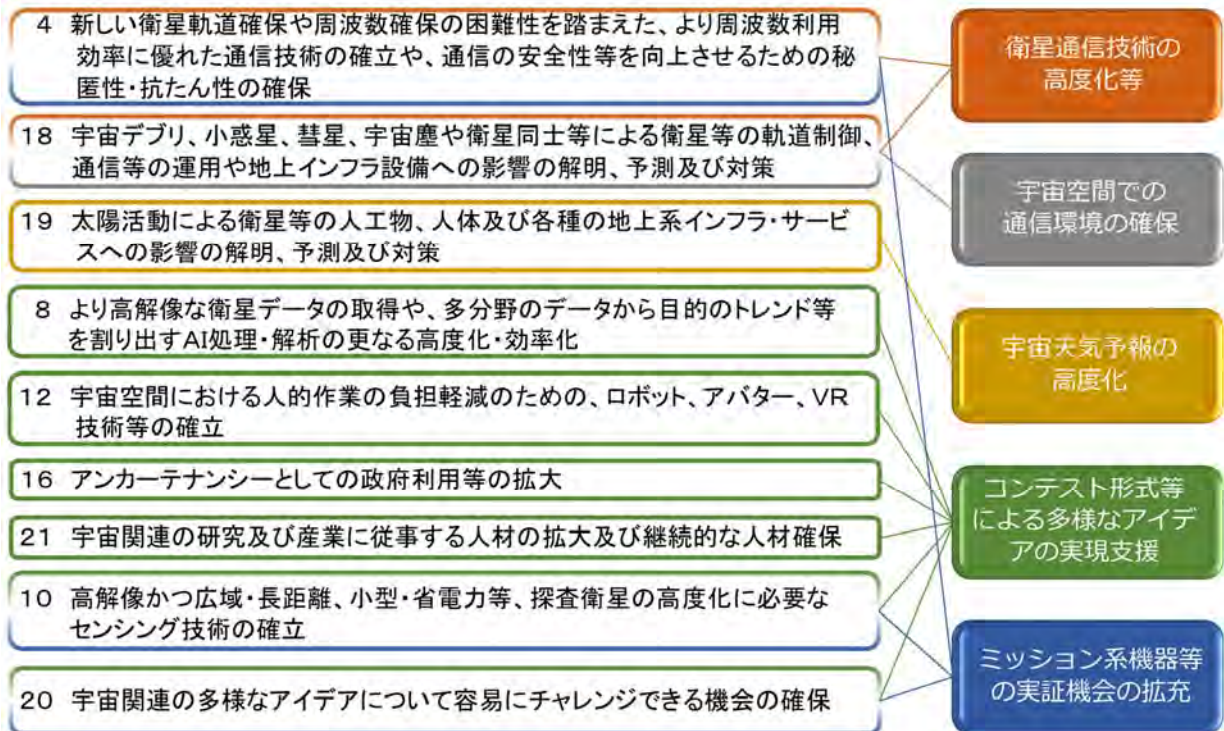 4 新しい衛星軌道確保や周波数確保の困難性を踏まえた、より周波数利用
効率に優れた通信技術の確立や、通信の安全性等を向上させるための秘
匿性・抗たん性の確保
18 宇宙デブリ、小惑星、彗星、宇宙塵や衛星同士等による衛星等の軌道制御、
通信等の運用や地上インフラ設備への影響の解明、予測及び対策
19 太陽活動による衛星等の人工物、人体及び各種の地上系インフラ・サービ
スへの影響の解明、予測及び対策
8 より高解像な衛星データの取得や、多分野のデータから目的のトレンド等
を割り出すAI処理・解析の更なる高度化・効率化
12 宇宙空間における人的作業の負担軽減のための、ロボット、アバター、VR
技術等の確立
16 アンカーテナンシーとしての政府利用等の拡大
21 宇宙関連の研究及び産業に従事する人材の拡大及び継続的な人材確保
10 高解像かつ広域・長距離、小型・省電力等、探査衛星の高度化に必要な
センシング技術の確立
20 宇宙関連の多様なアイデアについて容易にチャレンジできる機会の確保
衛星通信技術の
高度化等
宇宙空間での
通信環境の確保
宇宙天気予報の
高度化
コンテスト形式等
による多様なアイデ
アの実現支援
ミッション系機器等
の実証機会の拡充